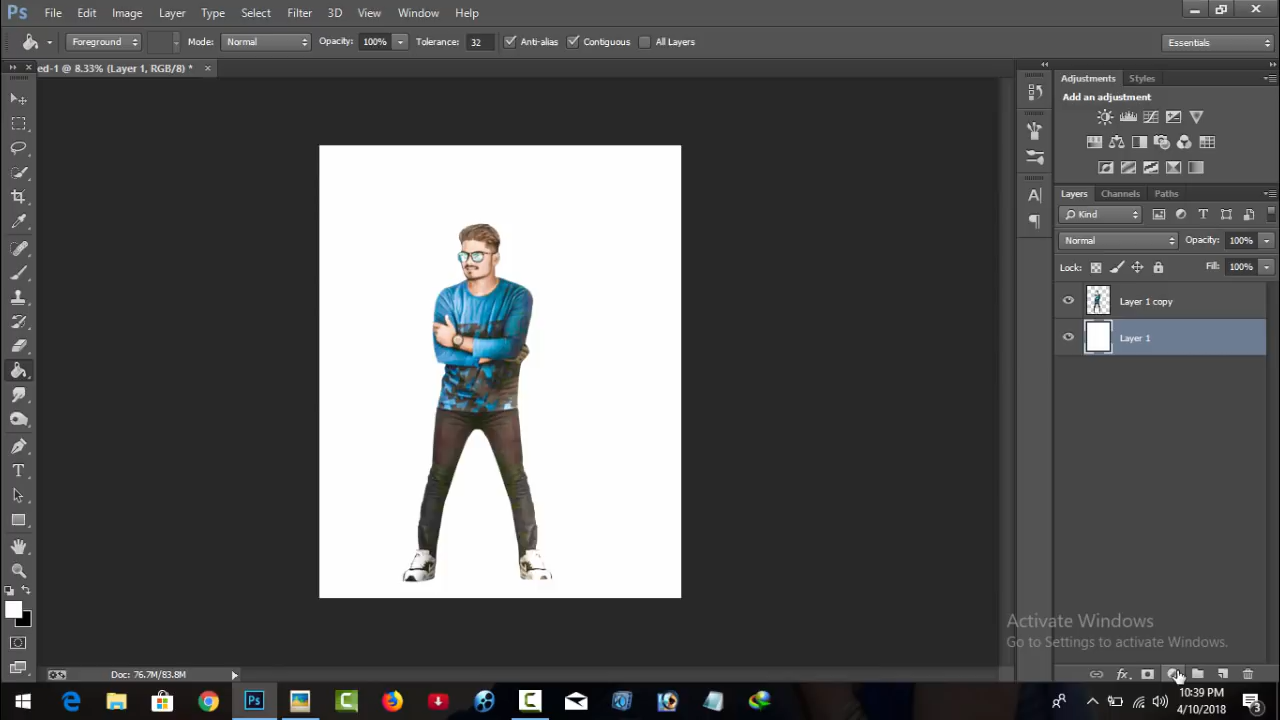 Ps File Edit Image Layer Type Select Filter 3D View Window Help
Foreground Mode: Normal Opacity: 100% Tolerance: 32 Anti-alias Contiguous All Layers Essentials
ed-1 @ 8.33% (Layer 1, RGB/8) * ×
Adjustments Styles
Add an adjustment
Layers Channels Paths
Kind
Normal Opacity: 100%
Lock: Fill: 100%
Layer 1 copy
Layer 1
Activate Windows
Go to Settings to activate Windows.
Doc: 76.7M/83.8M
10:39 PM
4/10/2018
3